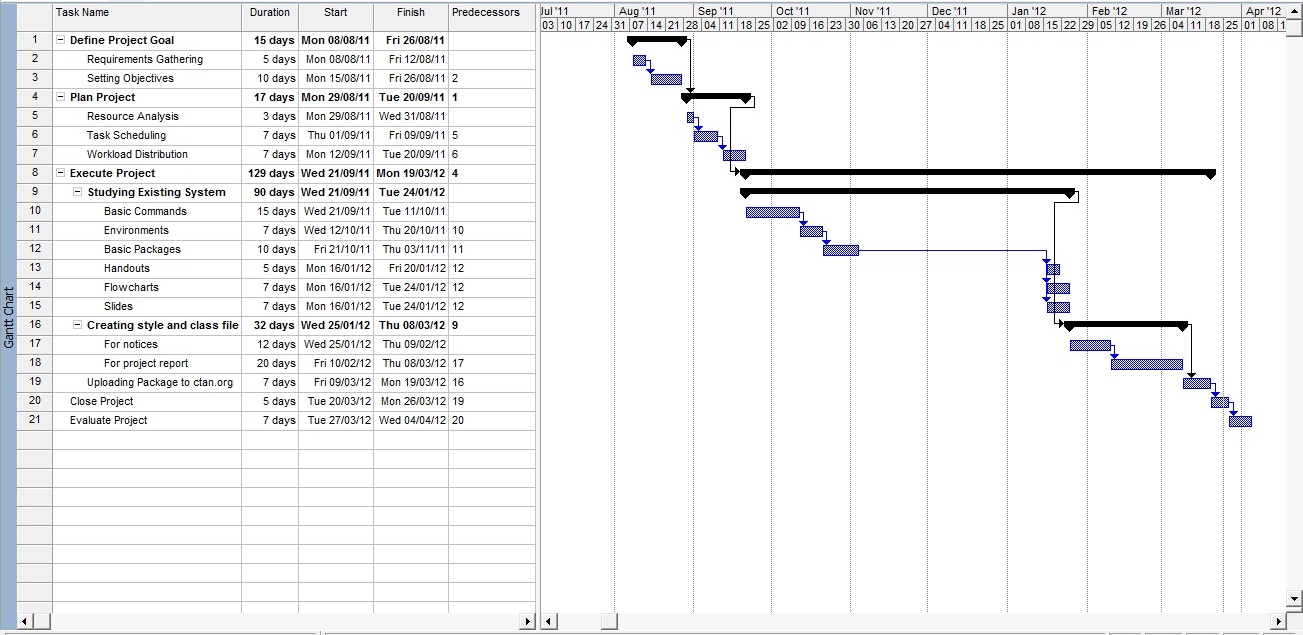 Task Name Duration Start Finish Predecessors
Jul '11 Aug '11 Sep '11 Oct '11 Nov '11 Dec '11 Jan '12 Feb '12 Mar '12 Apr '12
03 10 17 24 31 07 14 21 28 04 11 18 25 02 09 16 23 30 06 13 20 27 04 11 18 25 01 08 15 22 29 05 12 19 26 04 11 18 25 01 08 1
1 Define Project Goal 15 days Mon 08/08/11 Fri 26/08/11
2 Requirements Gathering 5 days Mon 08/08/11 Fri 12/08/11
3 Setting Objectives 10 days Mon 15/08/11 Fri 26/08/11 2
4 Plan Project 17 days Mon 29/08/11 Tue 20/09/11 1
5 Resource Analysis 3 days Mon 29/08/11 Wed 31/08/11
6 Task Scheduling 7 days Thu 01/09/11 Fri 09/09/11 5
7 Workload Distribution 7 days Mon 12/09/11 Tue 20/09/11 6
8 Execute Project 129 days Wed 21/09/11 Mon 19/03/12 4
9 Studying Existing System 90 days Wed 21/09/11 Tue 24/01/12
10 Basic Commands 15 days Wed 21/09/11 Tue 11/10/11
11 Environments 7 days Wed 12/10/11 Thu 20/10/11 10
12 Basic Packages 10 days Fri 21/10/11 Thu 03/11/11 11
13 Handouts 5 days Mon 16/01/12 Fri 20/01/12 12
14 Flowcharts 7 days Mon 16/01/12 Tue 24/01/12 12
15 Slides 7 days Mon 16/01/12 Tue 24/01/12 12
16 Creating style and class file 32 days Wed 25/01/12 Thu 08/03/12 9
17 For notices 12 days Wed 25/01/12 Thu 09/02/12
18 For project report 20 days Fri 10/02/12 Thu 08/03/12 17
19 Uploading Package to ctan.org 7 days Fri 09/03/12 Mon 19/03/12 16
20 Close Project 5 days Tue 20/03/12 Mon 26/03/12 19
21 Evaluate Project 7 days Tue 27/03/12 Wed 04/04/12 20
Gantt Chart